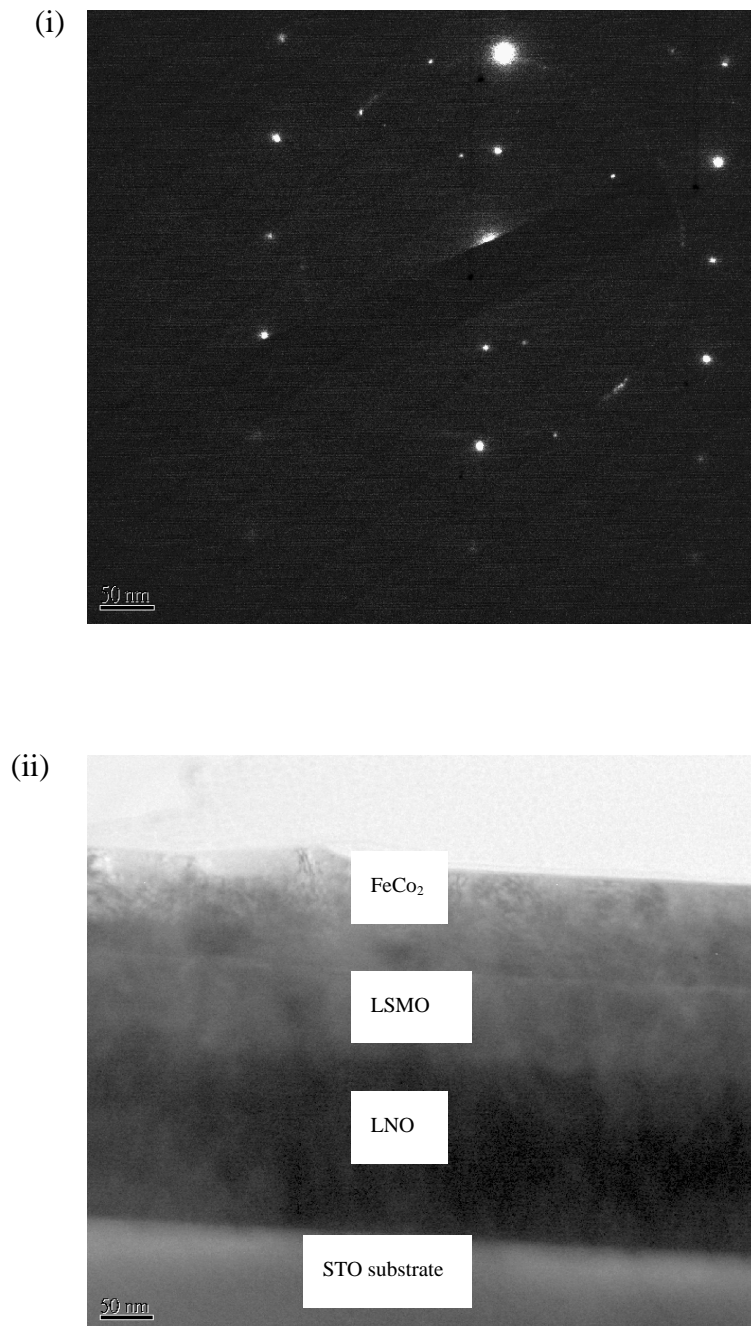 (i)
50 nm
(ii)
FeCo₂
LSMO
LNO
STO substrate
50 nm